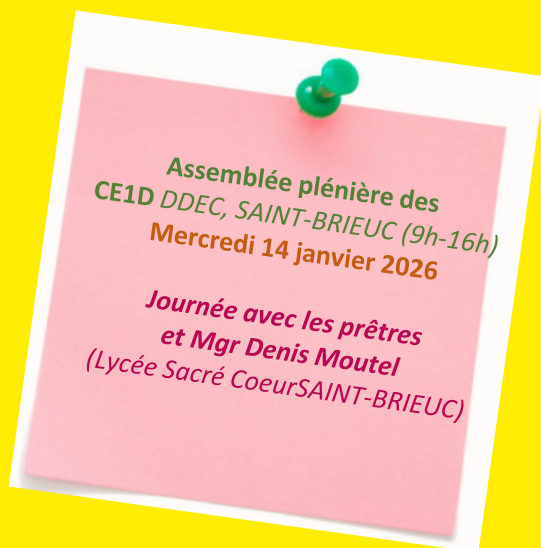 Assemblée plénière des
CE1D DDEC, SAINT-BRIEUC (9h-16h)
Mercredi 14 janvier 2026
Journée avec les prêtres
et Mgr Denis Moutel
(Lycée Sacré CoeurSAINT-BRIEUC)